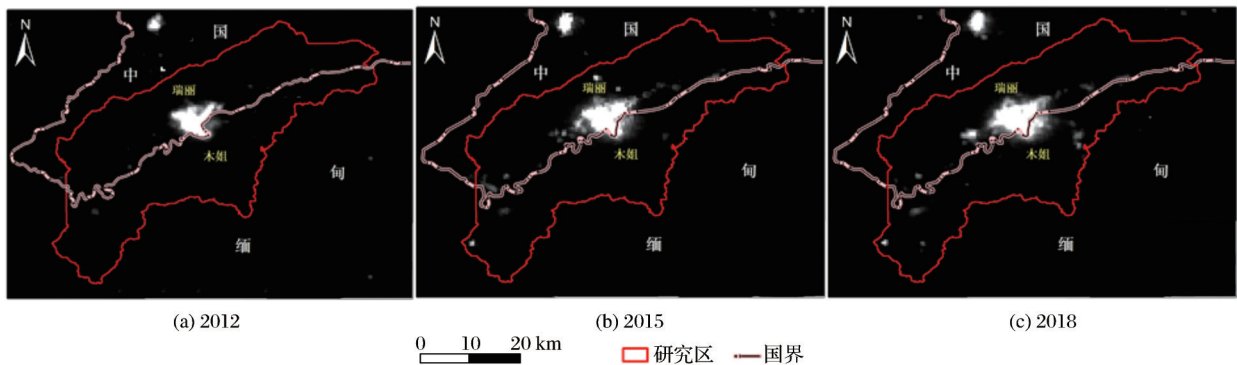 N
国
中
瑞丽
木姐
甸
缅
N
国
中
瑞丽
木姐
甸
缅
N
国
中
瑞丽
木姐
甸
缅
(a) 2012
(b) 2015
(c) 2018
0 10 20 km
研究区
国界